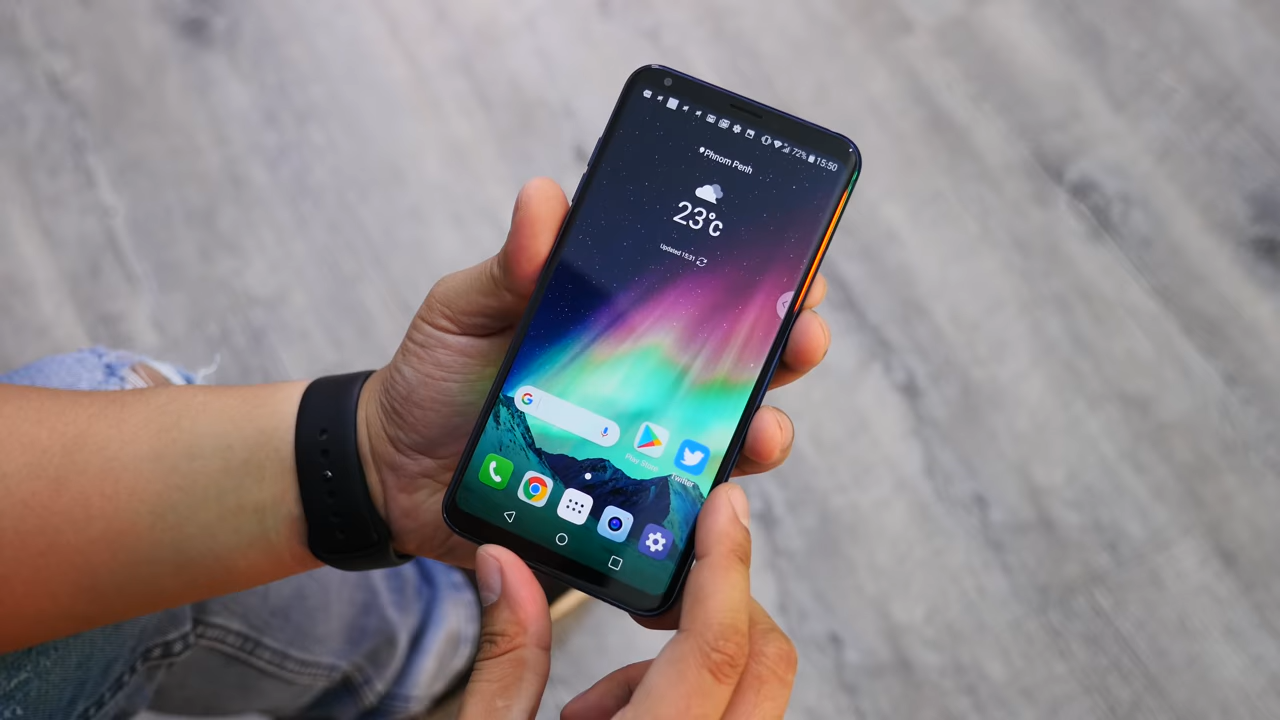 72% 15:50
Phnom Penh
23°c
Updated 15:31
G
Play Store
Twitter